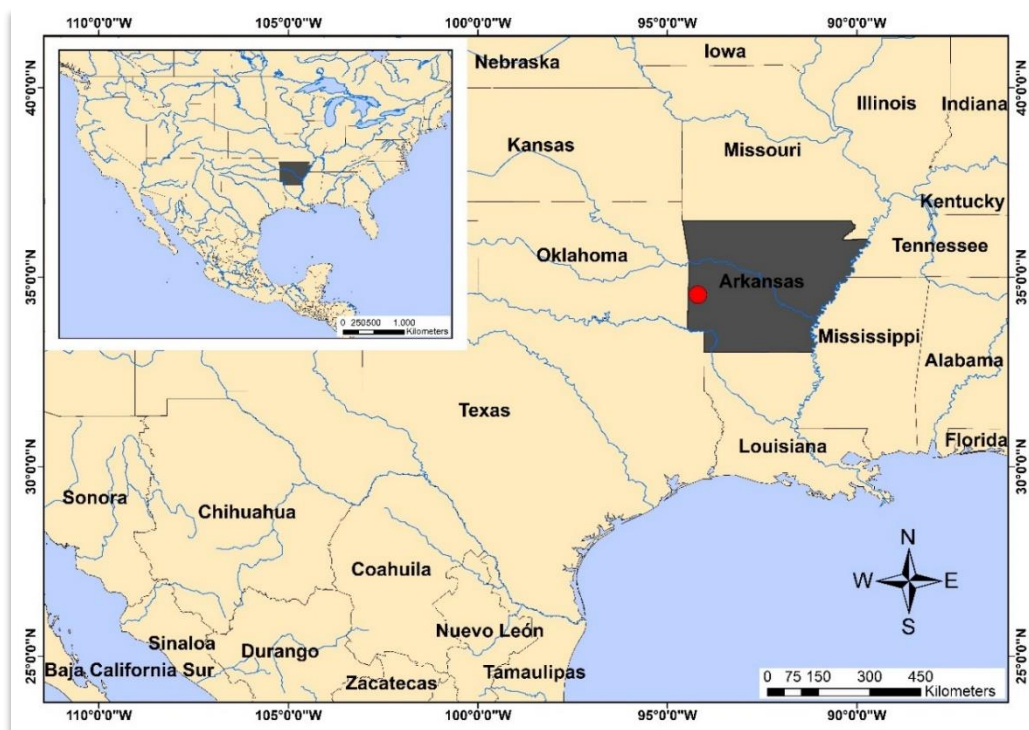 110°0'0"W 105°0'0"W 100°0'0"W 95°0'0"W 90°0'0"W
40°0'0"N
35°0'0"N
30°0'0"N
25°0'0"N
0 250500 1.000
Kilometers
Nebraska
Iowa
Illinois
Indiana
Kansas
Missouri
Kentucky
Oklahoma
Arkansas
Tennessee
Mississippi
Alabama
Texas
Louisiana
Florida
Sonora
Chihuahua
Coahuila
Nuevo León
Sinaloa
Durango
Baja California Sur
Zacatecas
Tamaulipas
N
W E
S
0 75 150 300 450
Kilometers
40°0'0"N
35°0'0"N
30°0'0"N
25°0'0"N
110°0'0"W 105°0'0"W 100°0'0"W 95°0'0"W 90°0'0"W